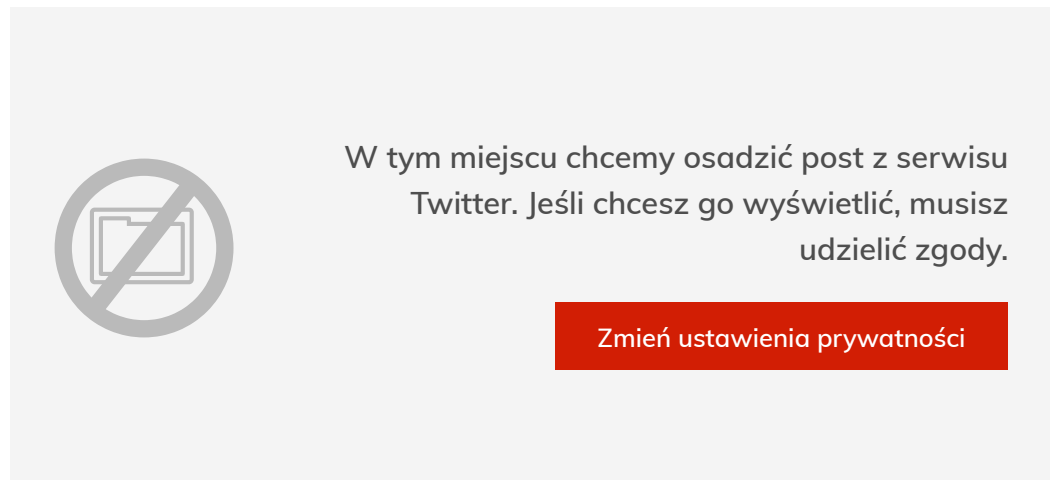 W tym miejscu chcemy osadzić post z serwisu
Twitter. Jeśli chcesz go wyświetlić, musisz
udzielić zgody.
Zmień ustawienia prywatności